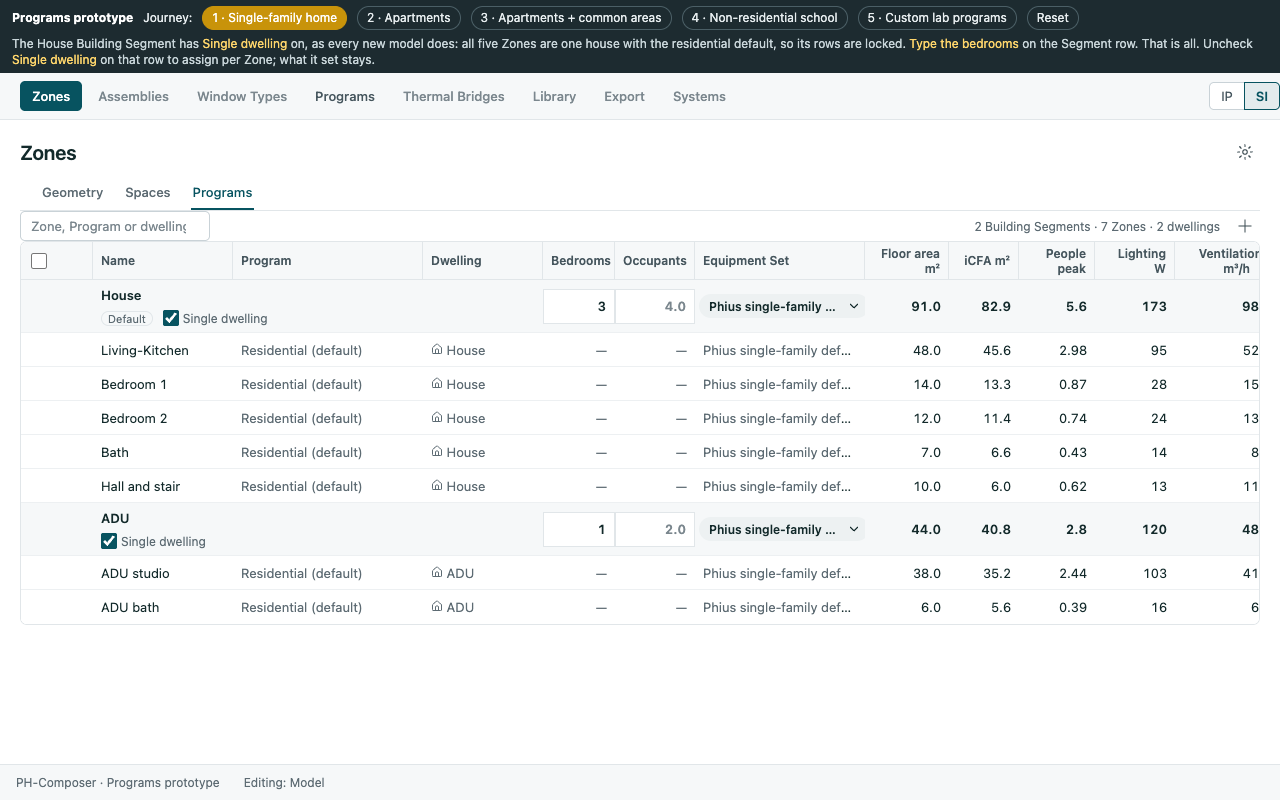 Programs prototype Journey: 1 · Single-family home 2 · Apartments 3 · Apartments + common areas 4 · Non-residential school 5 · Custom lab programs Reset
The House Building Segment has Single dwelling on, as every new model does: all five Zones are one house with the residential default, so its rows are locked. Type the bedrooms on the Segment row. That is all. Uncheck
Single dwelling on that row to assign per Zone; what it set stays.
Zones Assemblies Window Types Programs Thermal Bridges Library Export Systems IP SI
Zones
Geometry Spaces Programs
Zone, Program or dwelling 2 Building Segments · 7 Zones · 2 dwellings
Name Program Dwelling Bedrooms Occupants Equipment Set Floor area m² iCFA m² People peak Lighting W Ventilation m³/h
House
Default Single dwelling 3 4.0 Phius single-family ... 91.0 82.9 5.6 173 98
Living-Kitchen Residential (default) House — — Phius single-family def... 48.0 45.6 2.98 95 52
Bedroom 1 Residential (default) House — — Phius single-family def... 14.0 13.3 0.87 28 15
Bedroom 2 Residential (default) House — — Phius single-family def... 12.0 11.4 0.74 24 13
Bath Residential (default) House — — Phius single-family def... 7.0 6.6 0.43 14 8
Hall and stair Residential (default) House — — Phius single-family def... 10.0 6.0 0.62 13 11
ADU
Single dwelling 1 2.0 Phius single-family ... 44.0 40.8 2.8 120 48
ADU studio Residential (default) ADU — — Phius single-family def... 38.0 35.2 2.44 103 41
ADU bath Residential (default) ADU — — Phius single-family def... 6.0 5.6 0.39 16 6
PH-Composer · Programs prototype Editing: Model